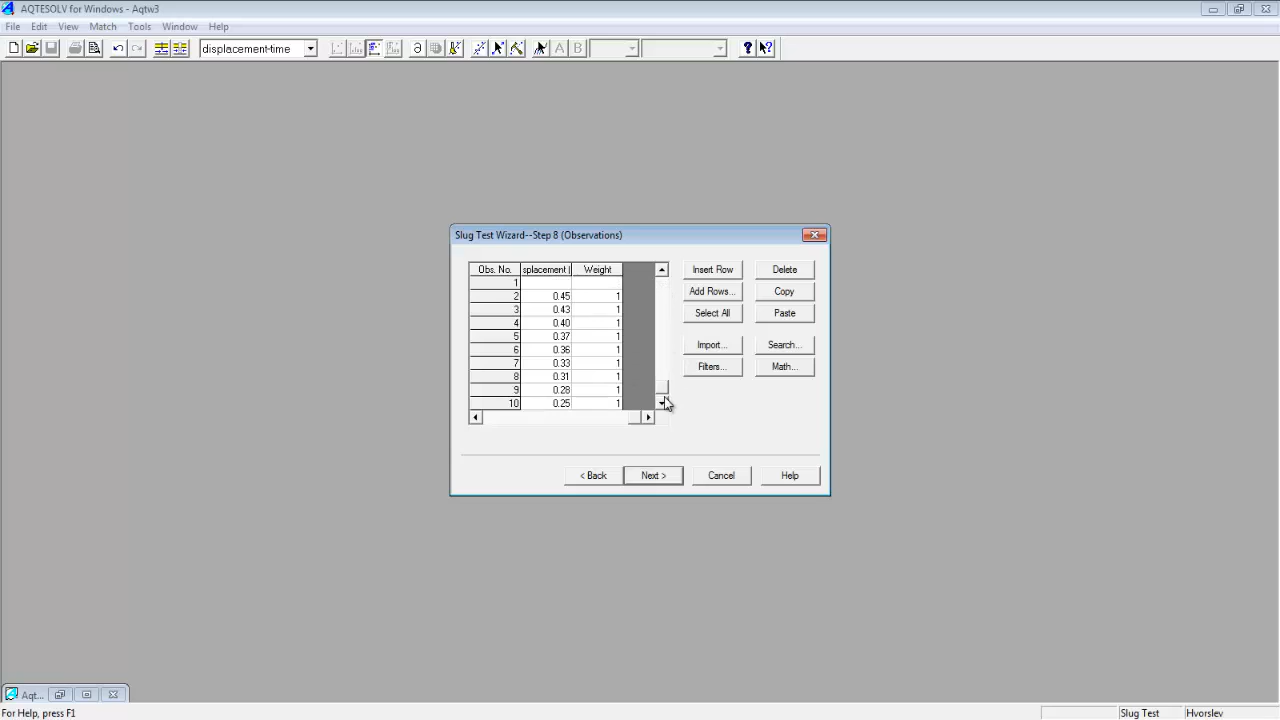 AQTESOLV for Windows - Aqtw3
File Edit View Match Tools Window Help
displacement-time
Slug Test Wizard--Step 8 (Observations)
Obs. No. splacement ( Weight
1
2 0.45 1
3 0.43 1
4 0.40 1
5 0.37 1
6 0.36 1
7 0.33 1
8 0.31 1
9 0.28 1
10 0.25 1
Insert Row Delete
Add Rows... Copy
Select All Paste
Import... Search...
Filters... Math...
< Back Next > Cancel Help
Aqt...
For Help, press F1 Slug Test Hvorslev